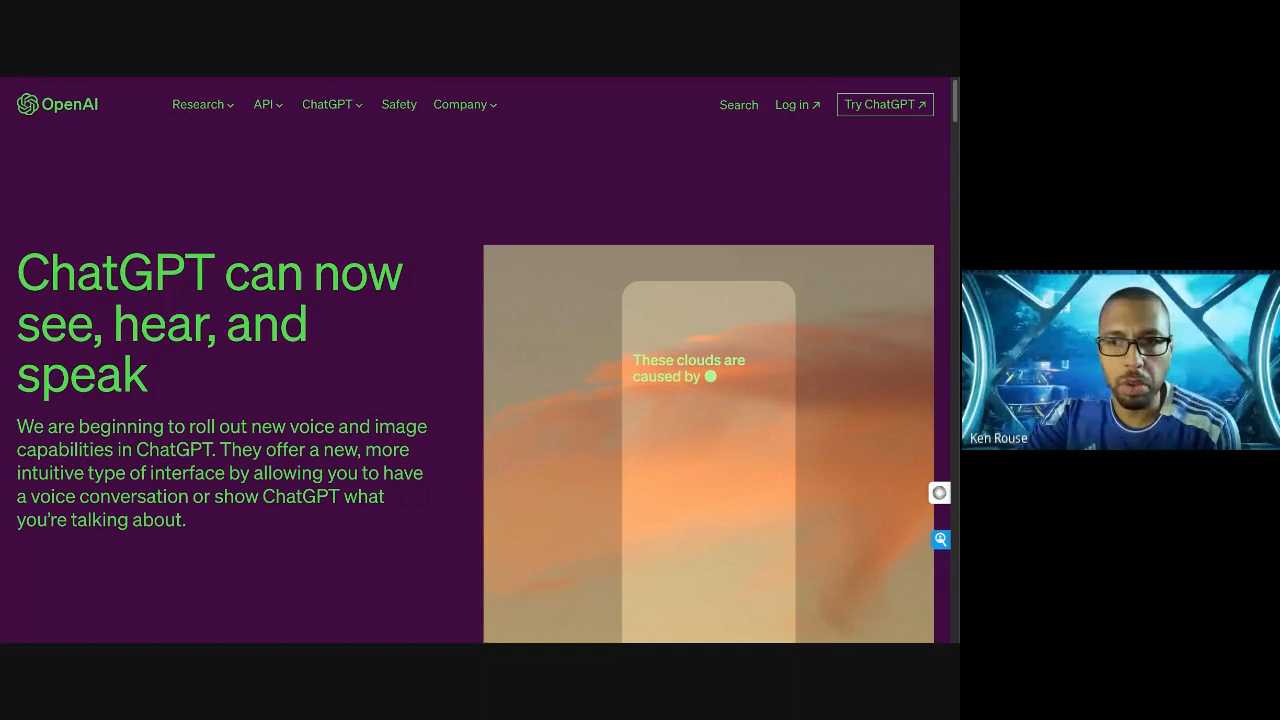 OpenAI
Research
API
ChatGPT
Safety
Company
Search
Log in ↗
Try ChatGPT ↗
ChatGPT can now
see, hear, and
speak
We are beginning to roll out new voice and image
capabilities in ChatGPT. They offer a new, more
intuitive type of interface by allowing you to have
a voice conversation or show ChatGPT what
you’re talking about.
These clouds are
caused by
Ken Rouse